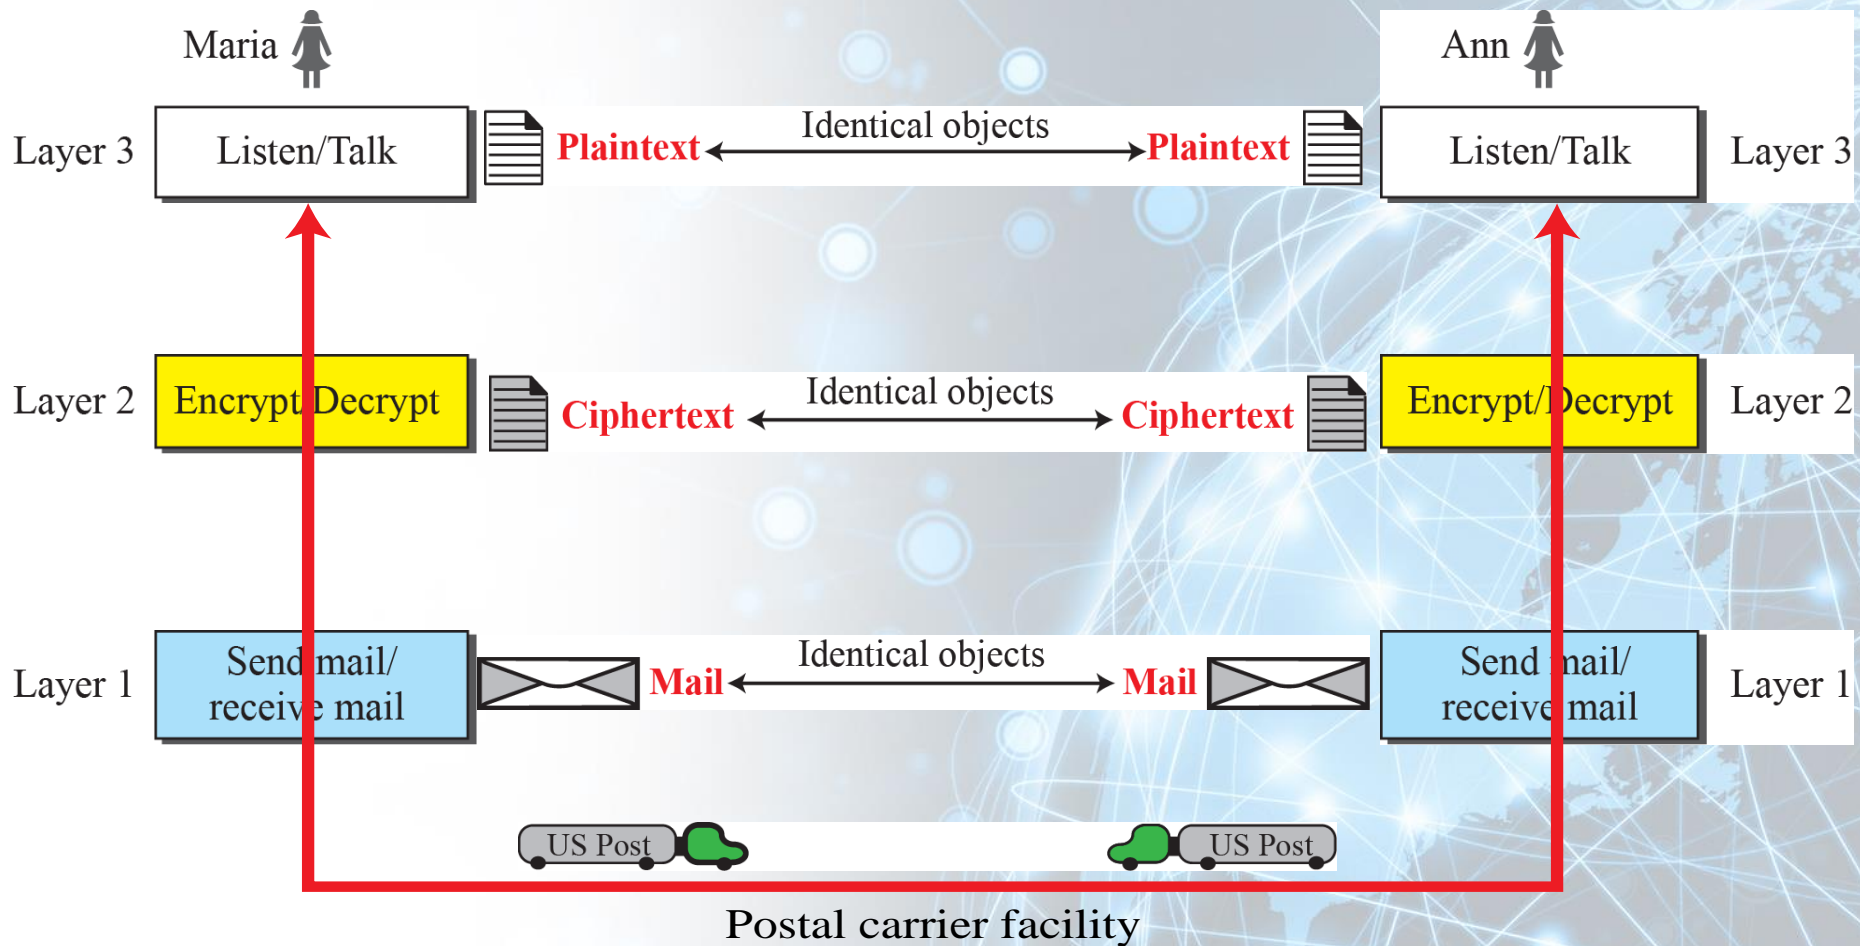 Maria
Ann
Layer 3
Listen/Talk
Plaintext
Identical objects
Plaintext
Listen/Talk
Layer 3
Layer 2
Encrypt/Decrypt
Ciphertext
Identical objects
Ciphertext
Encrypt/Decrypt
Layer 2
Layer 1
Send mail/
receive mail
Mail
Identical objects
Mail
Send mail/
receive mail
Layer 1
US Post
US Post
Postal carrier facility